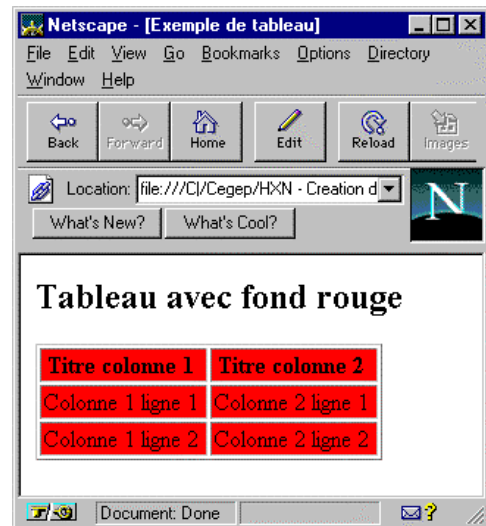 Netscape - [Exemple de tableau]
File Edit View Go Bookmarks Options Directory
Window Help
Back Forward Home Edit Reload Images
Location: file:///C|/Cegep/HXN - Creation d
N
What's New? What's Cool?
Tableau avec fond rouge
Titre colonne 1 Titre colonne 2
Colonne 1 ligne 1 Colonne 2 ligne 1
Colonne 1 ligne 2 Colonne 2 ligne 2
Document: Done ?